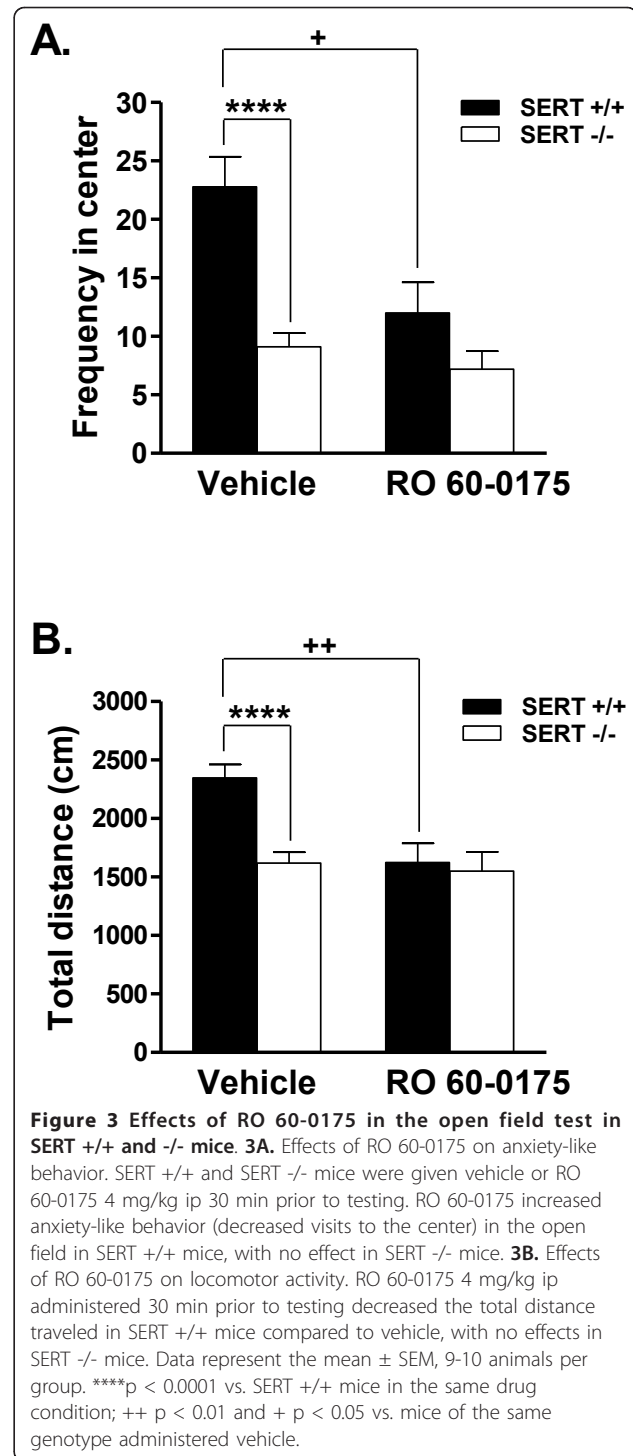 A.
+
****
SERT +/+
SERT -/-
30
25
20
15
10
5
0
Frequency in center
Vehicle RO 60-0175
B.
++
****
SERT +/+
SERT -/-
3000
2500
2000
1500
1000
500
0
Total distance (cm)
Vehicle RO 60-0175
Figure 3 Effects of RO 60-0175 in the open field test in
SERT +/+ and -/- mice. 3A. Effects of RO 60-0175 on anxiety-like
behavior. SERT +/+ and SERT -/- mice were given vehicle or RO
60-0175 4 mg/kg ip 30 min prior to testing. RO 60-0175 increased
anxiety-like behavior (decreased visits to the center) in the open
field in SERT +/+ mice, with no effect in SERT -/- mice. 3B. Effects
of RO 60-0175 on locomotor activity. RO 60-0175 4 mg/kg ip
administered 30 min prior to testing decreased the total distance
traveled in SERT +/+ mice compared to vehicle, with no effects in
SERT -/- mice. Data represent the mean ± SEM, 9-10 animals per
group. ****p < 0.0001 vs. SERT +/+ mice in the same drug
condition; ++ p < 0.01 and + p < 0.05 vs. mice of the same
genotype administered vehicle.